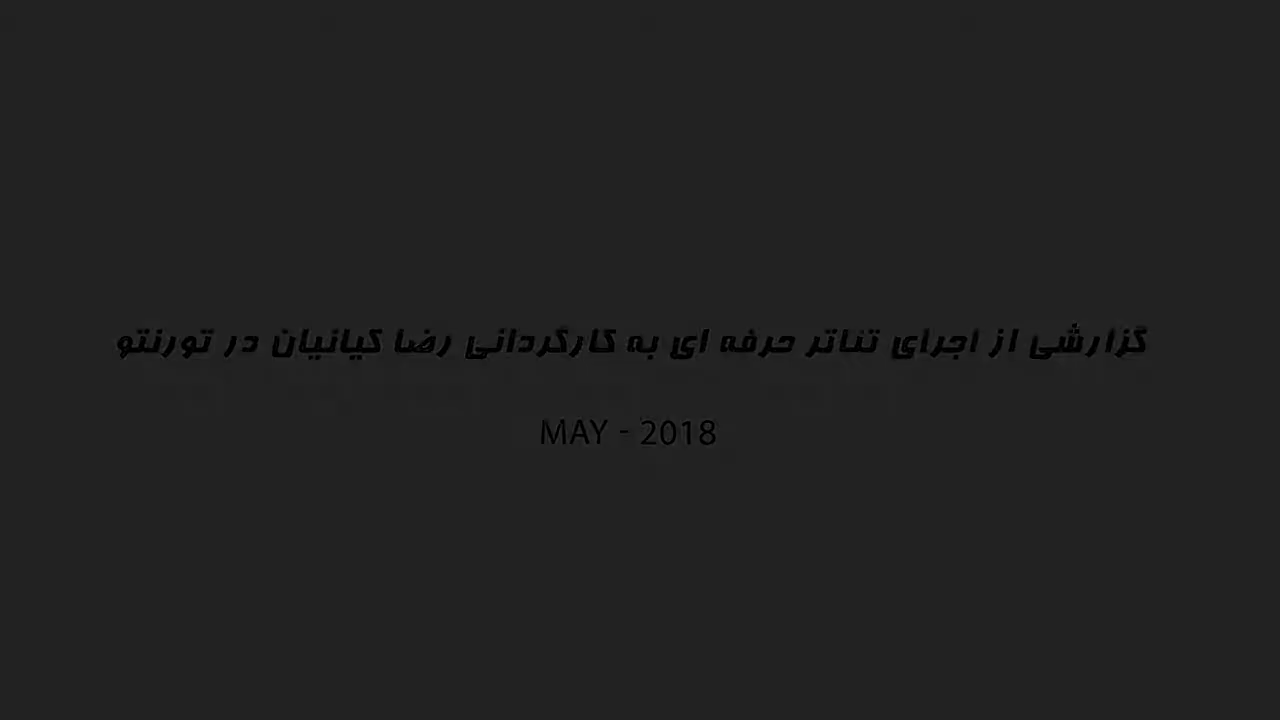 گزارشی از اجرای تئاتر حرفه ای به کارگردانی رضا کیانیان در تورنتو
MAY - 2018